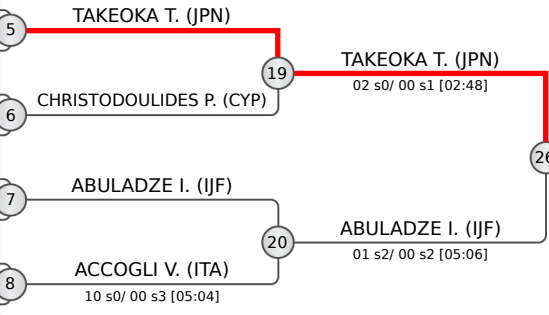 5
TAKEOKA T. (JPN)
19
TAKEOKA T. (JPN)
02 s0/ 00 s1 [02:48]
6
CHRISTODOULIDES P. (CYP)
26
7
ABULADZE I. (IJF)
20
ABULADZE I. (IJF)
01 s2/ 00 s2 [05:06]
8
ACCOGLI V. (ITA)
10 s0/ 00 s3 [05:04]